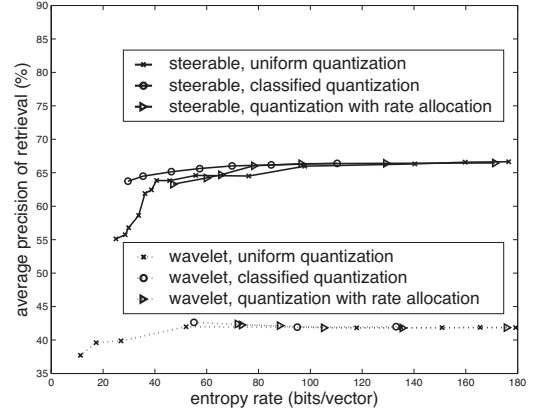 90
85
80
75
70
65
60
55
50
45
40
35
average precision of retrieval (%)
steerable, uniform quantization
steerable, classified quantization
steerable, quantization with rate allocation
wavelet, uniform quantization
wavelet, classified quantization
wavelet, quantization with rate allocation
0 20 40 60 80 100 120 140 160 180
entropy rate (bits/vector)